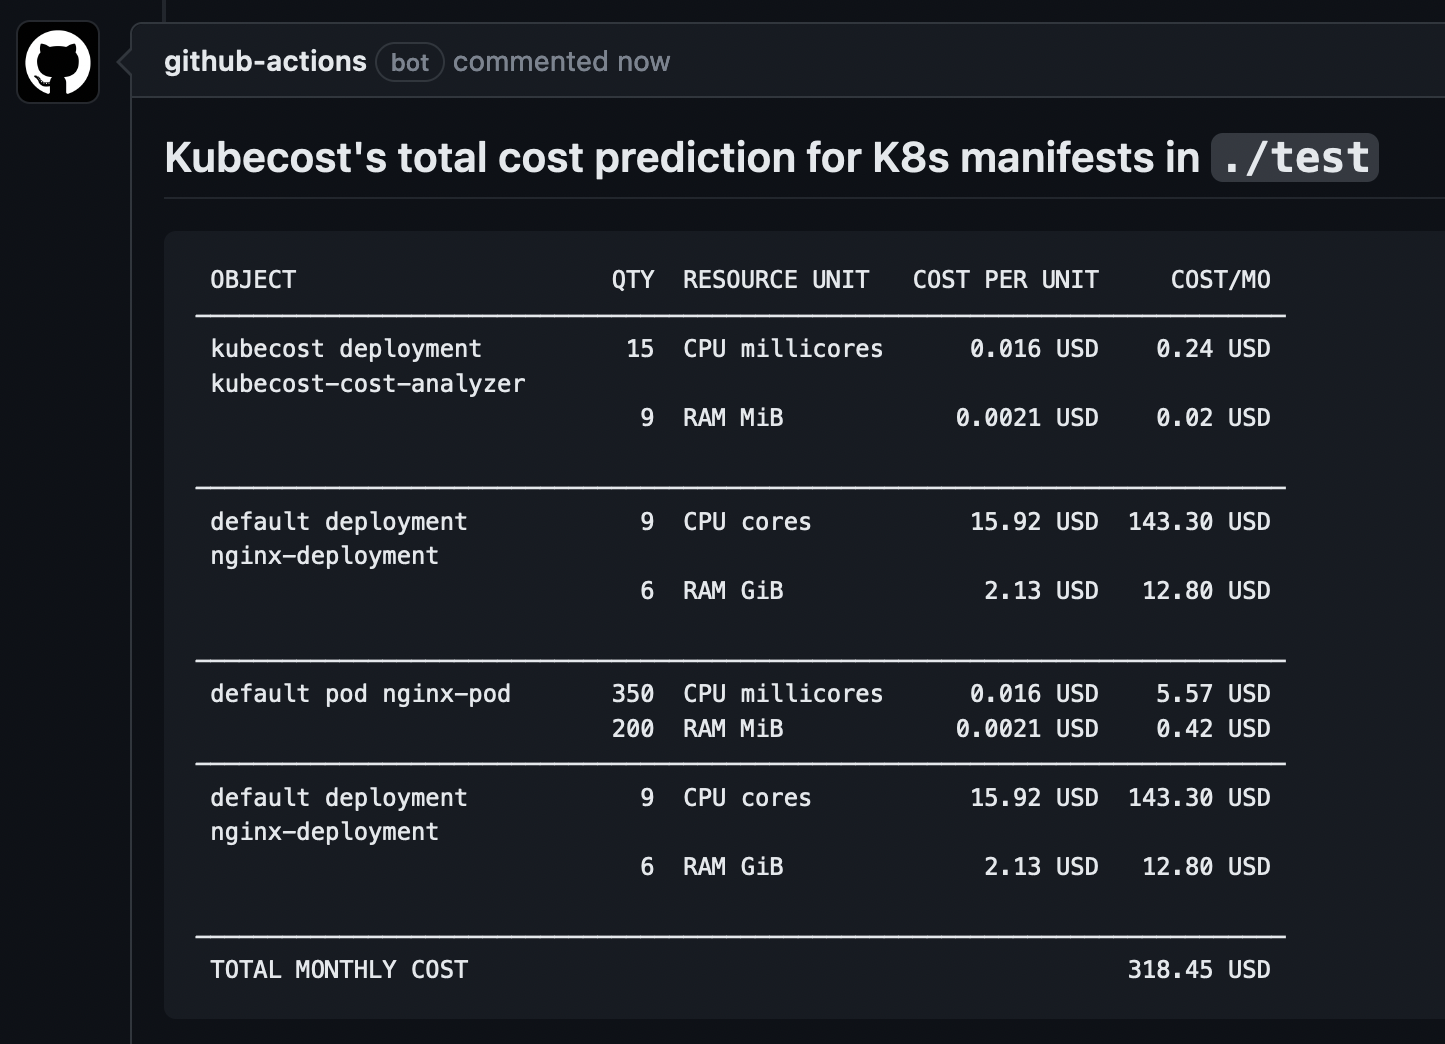 github-actions bot commented now
Kubecost's total cost prediction for K8s manifests in ./test
OBJECT QTY RESOURCE UNIT COST PER UNIT COST/MO
kubecost deployment 15 CPU millicores 0.016 USD 0.24 USD
kubecost-cost-analyzer
9 RAM MiB 0.0021 USD 0.02 USD
default deployment 9 CPU cores 15.92 USD 143.30 USD
nginx-deployment
6 RAM GiB 2.13 USD 12.80 USD
default pod nginx-pod 350 CPU millicores 0.016 USD 5.57 USD
200 RAM MiB 0.0021 USD 0.42 USD
default deployment 9 CPU cores 15.92 USD 143.30 USD
nginx-deployment
6 RAM GiB 2.13 USD 12.80 USD
TOTAL MONTHLY COST 318.45 USD